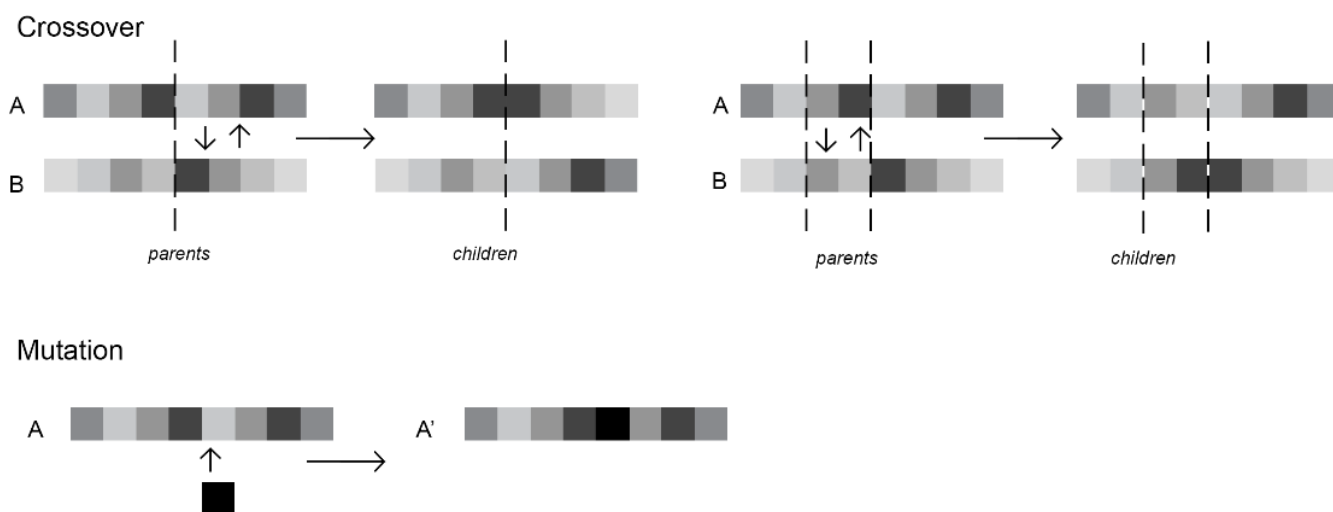 Crossover
A
B
parents
children
A
B
parents
children
Mutation
A
A'